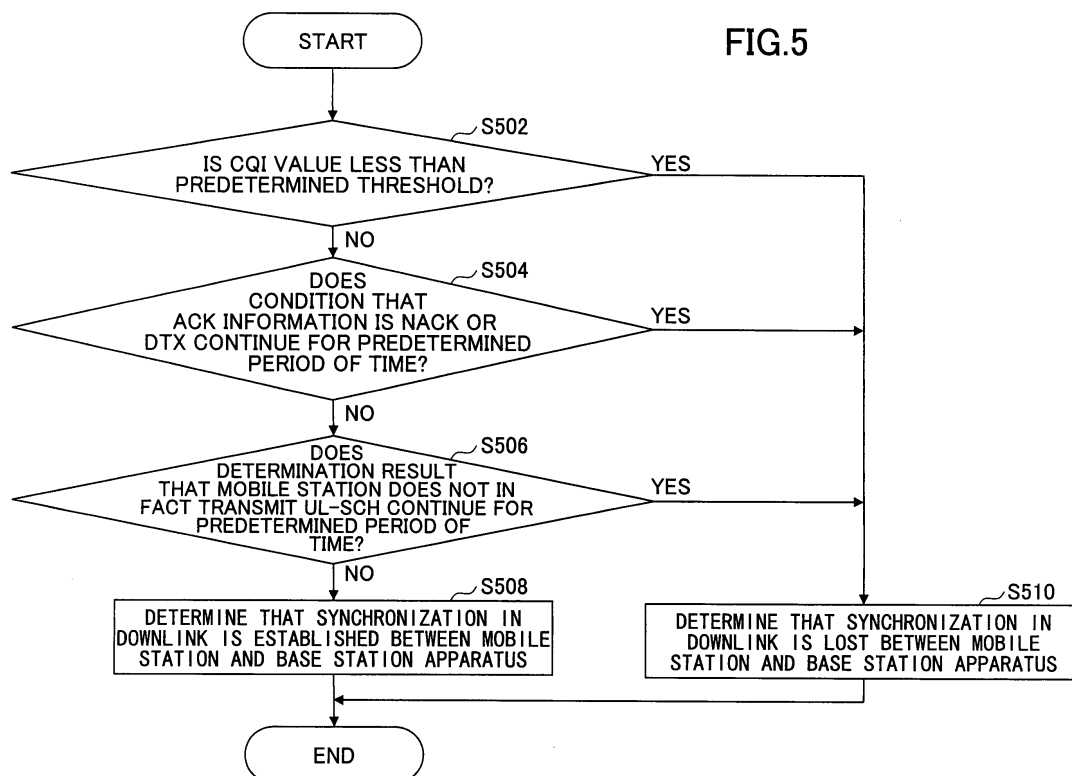 FIG.5
START
S502
IS CQI VALUE LESS THAN
PREDETERMINED THRESHOLD?
YES
NO
S504
DOES
CONDITION THAT
ACK INFORMATION IS NACK OR
DTX CONTINUE FOR PREDETERMINED
PERIOD OF TIME?
YES
NO
S506
DOES
DETERMINATION RESULT
THAT MOBILE STATION DOES NOT IN
FACT TRANSMIT UL-SCH CONTINUE FOR
PREDETERMINED PERIOD OF
TIME?
YES
NO
S508
DETERMINE THAT SYNCHRONIZATION IN
DOWNLINK IS ESTABLISHED BETWEEN MOBILE
STATION AND BASE STATION APPARATUS
S510
DETERMINE THAT SYNCHRONIZATION IN
DOWNLINK IS LOST BETWEEN MOBILE
STATION AND BASE STATION APPARATUS
END